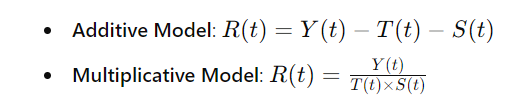 • Additive Model: R(t) = Y(t) − T(t) − S(t)
• Multiplicative Model: R(t) = Y(t) / T(t)×S(t)